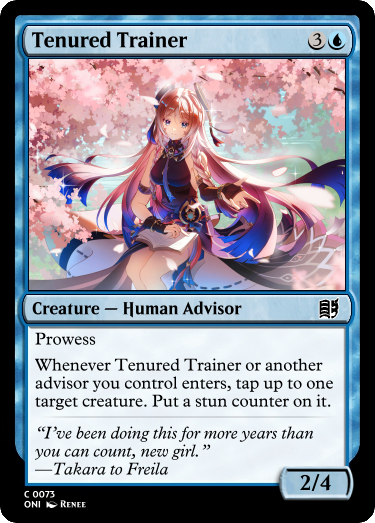 Tenured Trainer 3
Creature — Human Advisor
Prowess
Whenever Tenured Trainer or another
advisor you control enters, tap up to one
target creature. Put a stun counter on it.
“I’ve been doing this for more years than
you can count, new girl.”
—Takara to Freila
2/4
C 0073
ONI RENEE